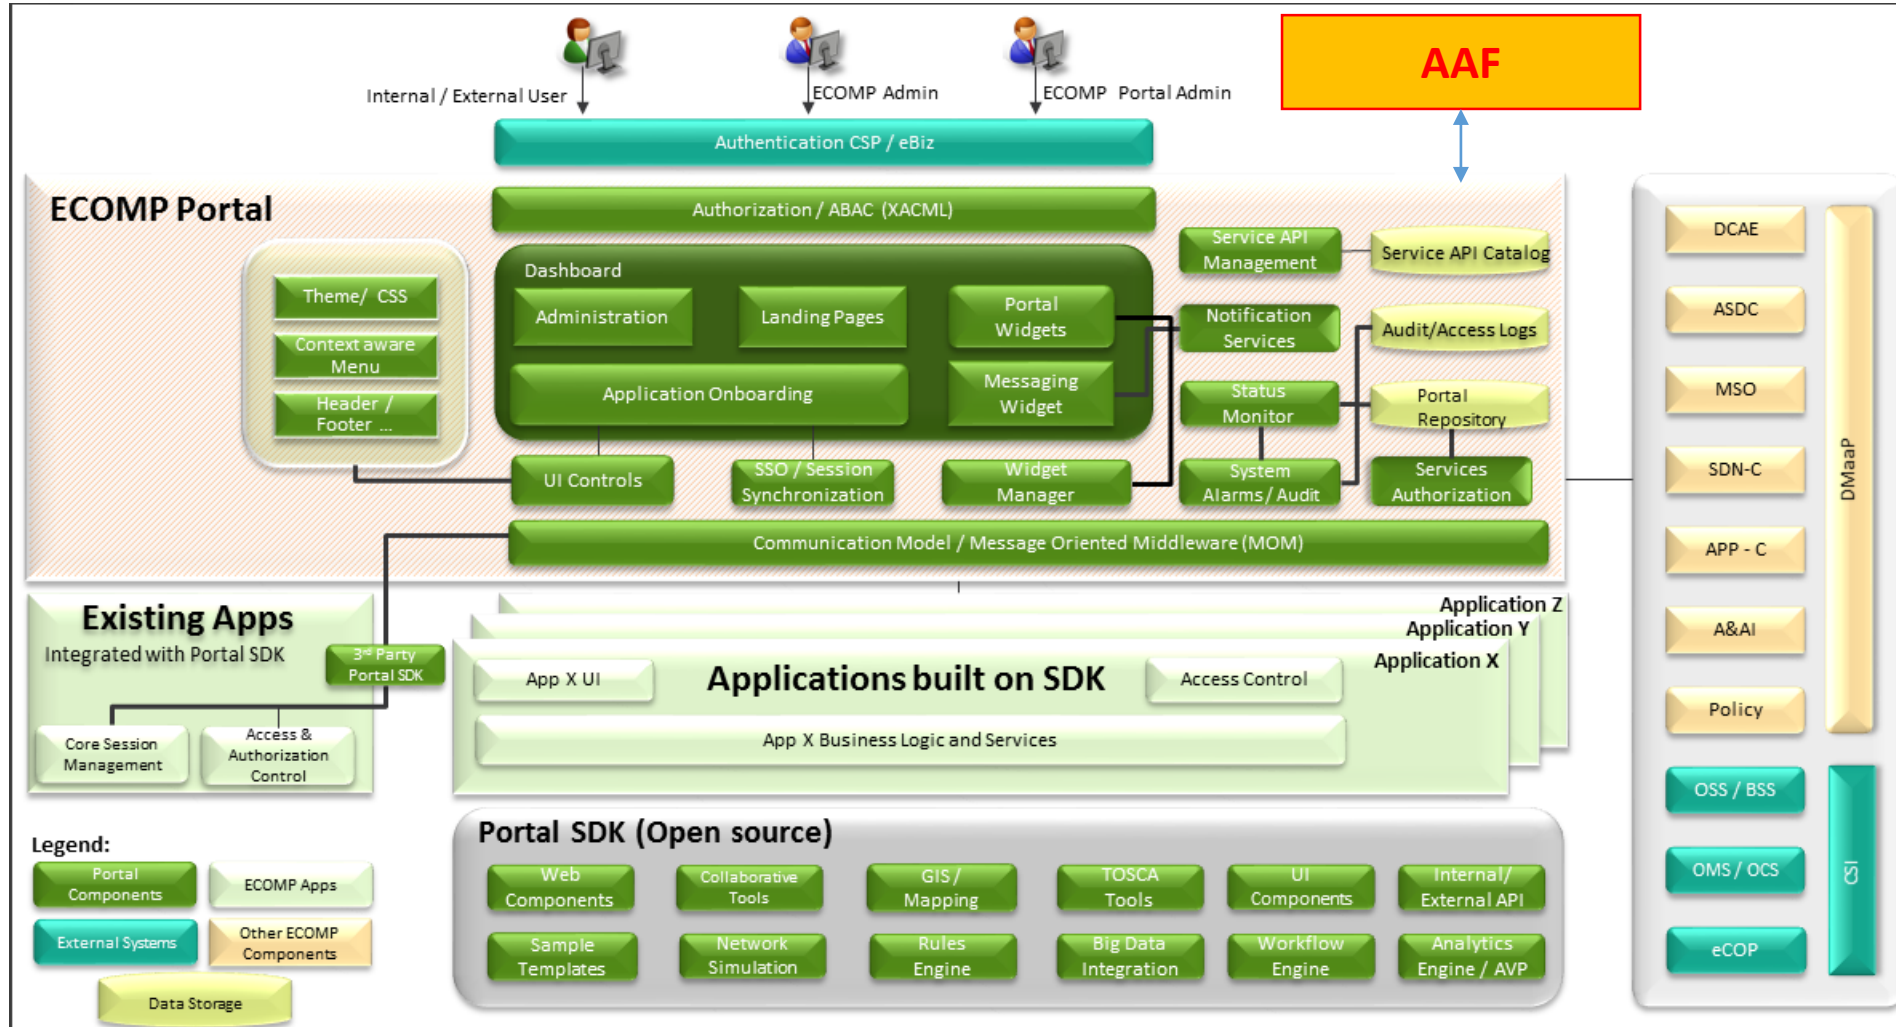 AAF
Internal / External User
ECOMP Admin
ECOMP Portal Admin
Authentication CSP / eBiz
ECOMP Portal
Authorization / ABAC (XACML)
Theme/ CSS
Context aware
Menu
Header /
Footer ...
Dashboard
Administration
Landing Pages
Portal
Widgets
Application Onboarding
Messaging
Widget
Service API
Management
Service API Catalog
Notification
Services
Audit/Access Logs
Status
Monitor
Portal
Repository
UI Controls
SSO / Session
Synchronization
Widget
Manager
System
Alarms / Audit
Services
Authorization
Communication Model / Message Oriented Middleware (MOM)
DCAE
ASDC
MSO
SDN-C
APP - C
A&AI
Policy
DMaaP
OSS / BSS
OMS / OCS
eCOP
CSI
Existing Apps
Integrated with Portal SDK
3rd Party
Portal SDK
Core Session
Management
Access &
Authorization
Control
Application Z
Application Y
Application X
App X UI
Applications built on SDK
Access Control
App X Business Logic and Services
Legend:
Portal
Components
ECOMP Apps
External Systems
Other ECOMP
Components
Data Storage
Portal SDK (Open source)
Web
Components
Collaborative
Tools
GIS /
Mapping
TOSCA
Tools
UI
Components
Internal/
External API
Sample
Templates
Network
Simulation
Rules
Engine
Big Data
Integration
Workflow
Engine
Analytics
Engine / AVP